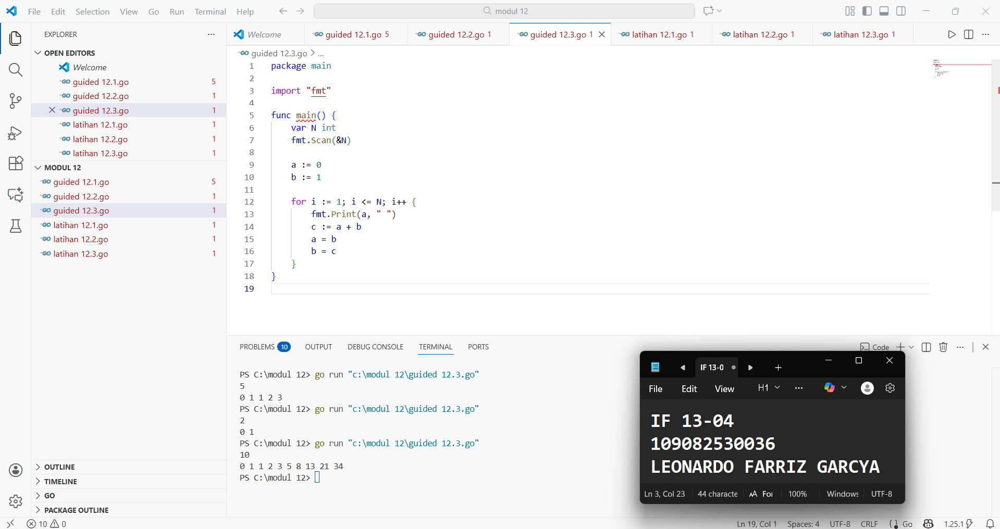 File Edit Selection View Go Run Terminal Help
modul 12
EXPLORER
OPEN EDITORS
Welcome
guided 12.1.go 5
guided 12.2.go 1
guided 12.3.go 1
latihan 12.1.go 1
latihan 12.2.go 1
latihan 12.3.go 1
MODUL 12
guided 12.1.go 5
guided 12.2.go 1
guided 12.3.go 1
latihan 12.1.go 1
latihan 12.2.go 1
latihan 12.3.go 1
OUTLINE
TIMELINE
GO
PACKAGE OUTLINE
Welcome guided 12.1.go 5 guided 12.2.go 1 guided 12.3.go 1 latihan 12.1.go 1 latihan 12.2.go 1 latihan 12.3.go 1
guided 12.3.go > ...
1 package main
2
3 import "fmt"
4
5 func main() {
6 var N int
7 fmt.Scan(&N)
8
9 a := 0
10 b := 1
11
12 for i := 1; i <= N; i++ {
13 fmt.Print(a, " ")
14 c := a + b
15 a = b
16 b = c
17 }
18 }
19
PROBLEMS 10 OUTPUT DEBUG CONSOLE TERMINAL PORTS
Code
PS C:\modul 12> go run "c:\modul 12\guided 12.3.go"
5
0 1 1 2 3
PS C:\modul 12> go run "c:\modul 12\guided 12.3.go"
2
0 1
PS C:\modul 12> go run "c:\modul 12\guided 12.3.go"
10
0 1 1 2 3 5 8 13 21 34
PS C:\modul 12>
IF 13-0
File Edit View H1
IF 13-04
109082530036
LEONARDO FARRIZ GARCYA
Ln 3, Col 23 44 characte For 100% Windows UTF-8
10 0
Ln 19, Col 1 Spaces: 4 UTF-8 CRLF Go 1.25.1